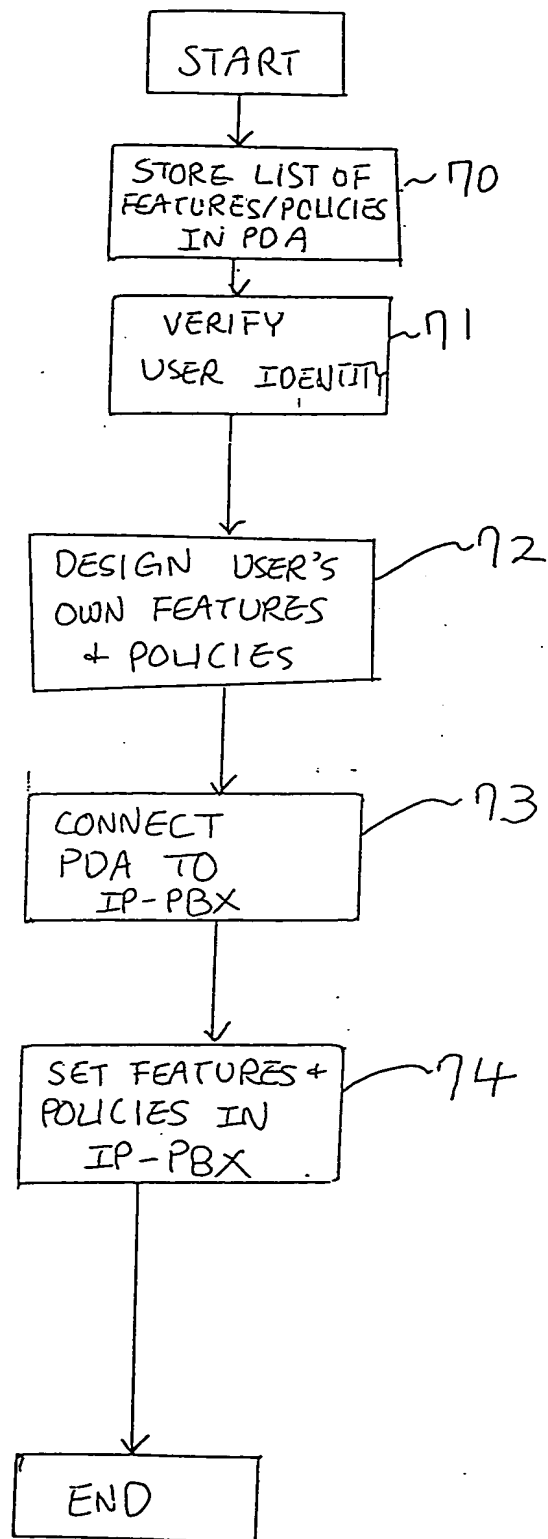 START
STORE LIST OF
FEATURES/POLICIES
IN PDA
70
VERIFY
USER IDENTITY
71
DESIGN USER'S
OWN FEATURES
+ POLICIES
72
CONNECT
PDA TO
IP-PBX
73
SET FEATURES +
POLICIES IN
IP-PBX
74
END